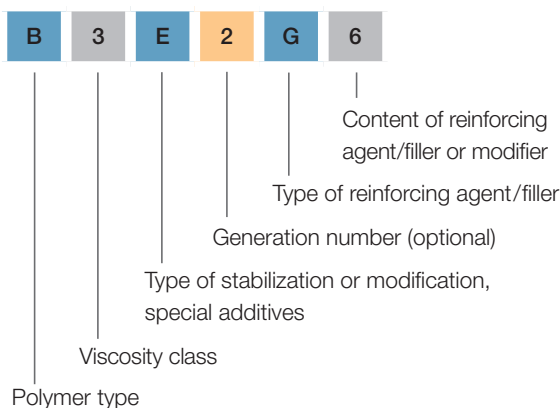 B 3 E 2 G 6
Content of reinforcing
agent/filler or modifier
Type of reinforcing agent/filler
Generation number (optional)
Type of stabilization or modification,
special additives
Viscosity class
Polymer type